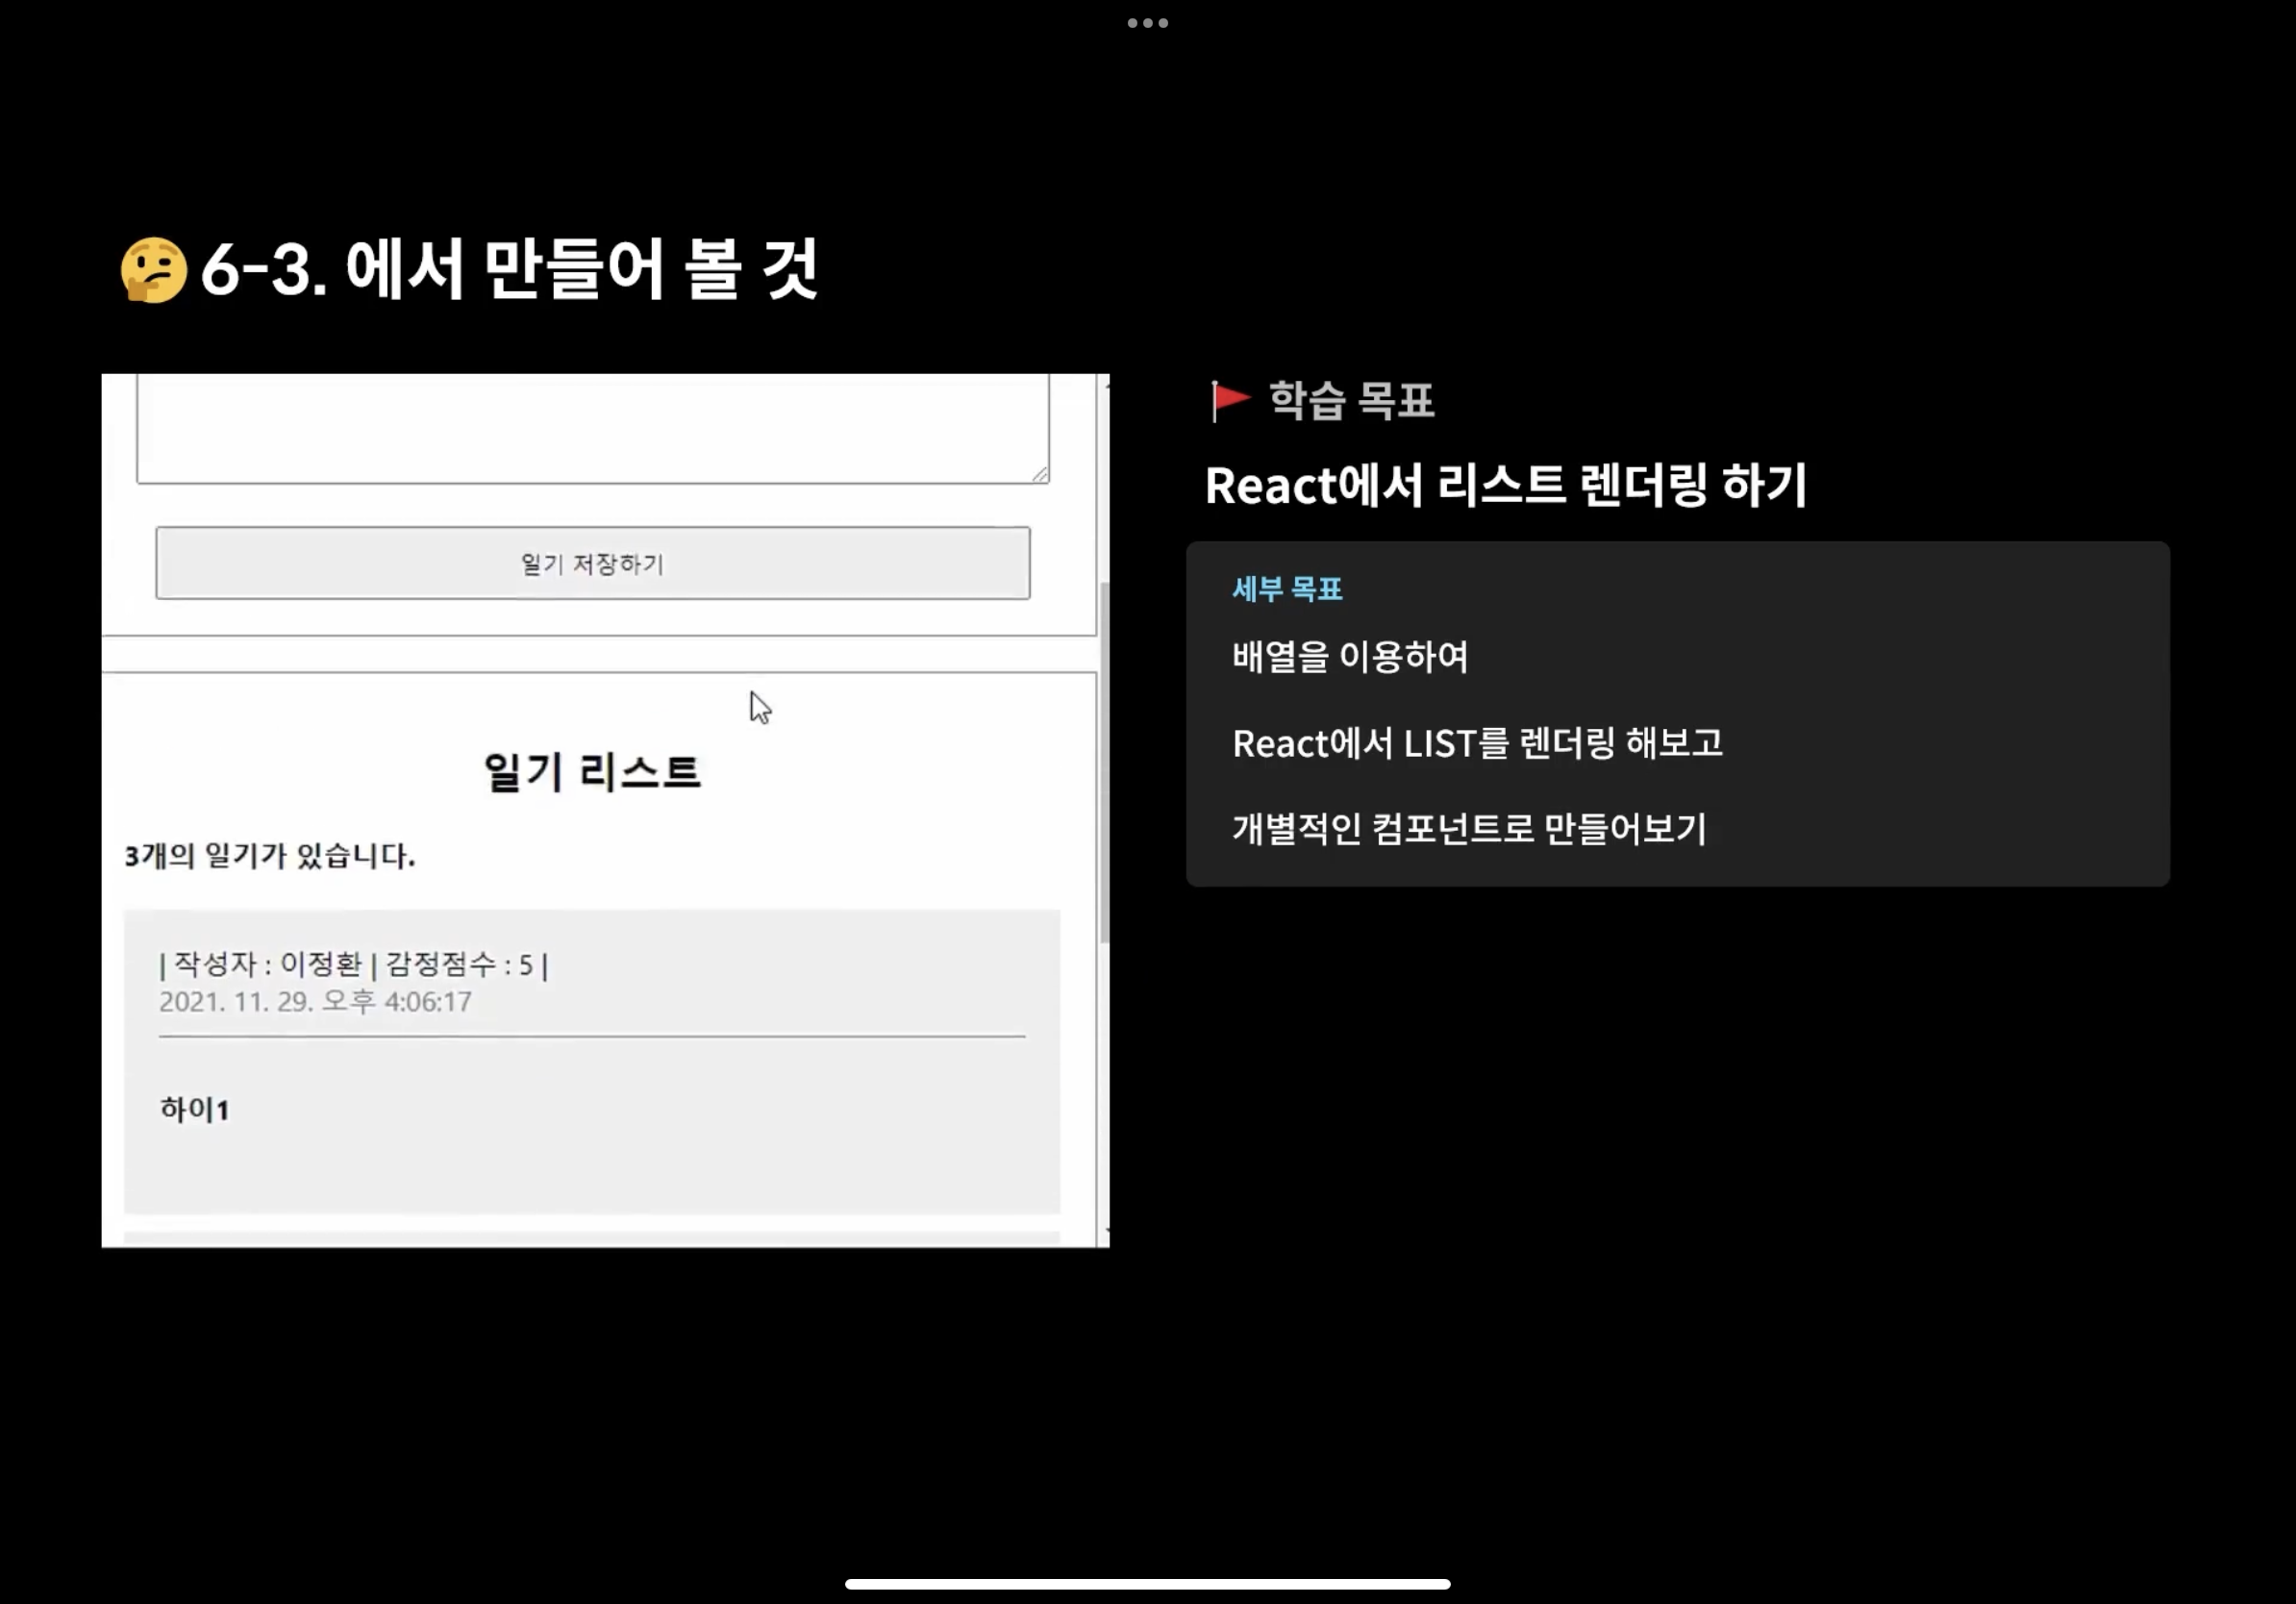 🤔6-3. 에서 만들어 볼 것
일기 저장하기
일기 리스트
3개의 일기가 있습니다.
| 작성자 : 이정환 | 감정점수 : 5 |
2021. 11. 29. 오후 4:06:17
하이1
🚩 학습 목표
React에서 리스트 렌더링 하기
세부 목표
배열을 이용하여
React에서 LIST를 렌더링 해보고
개별적인 컴포넌트로 만들어보기